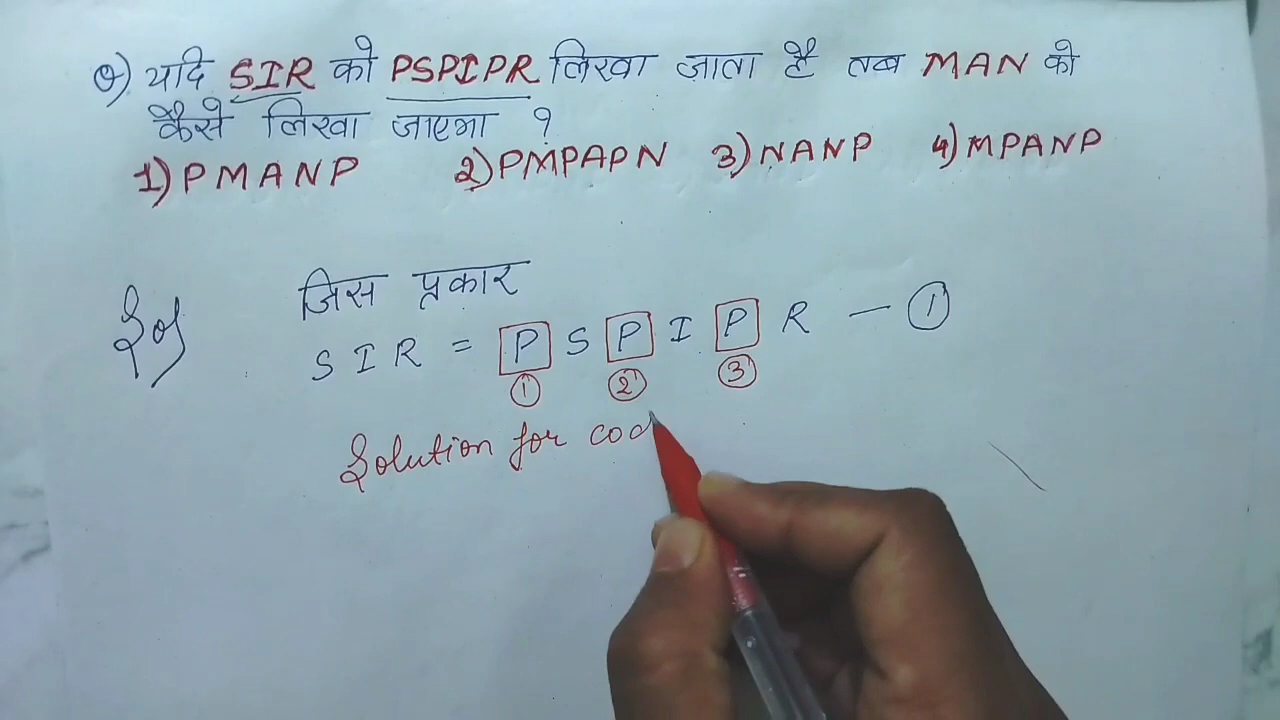 Q) यदि SIR को PSPIPR लिखा जाता है तब MAN को
कैसे लिखा जाएगा ?
1) PMANP 2) PMPAPN 3) NANP 4) MPANP
Sol
जिस प्रकार
SIR = P S P I P R — 1
1 2 3
Solution for cod